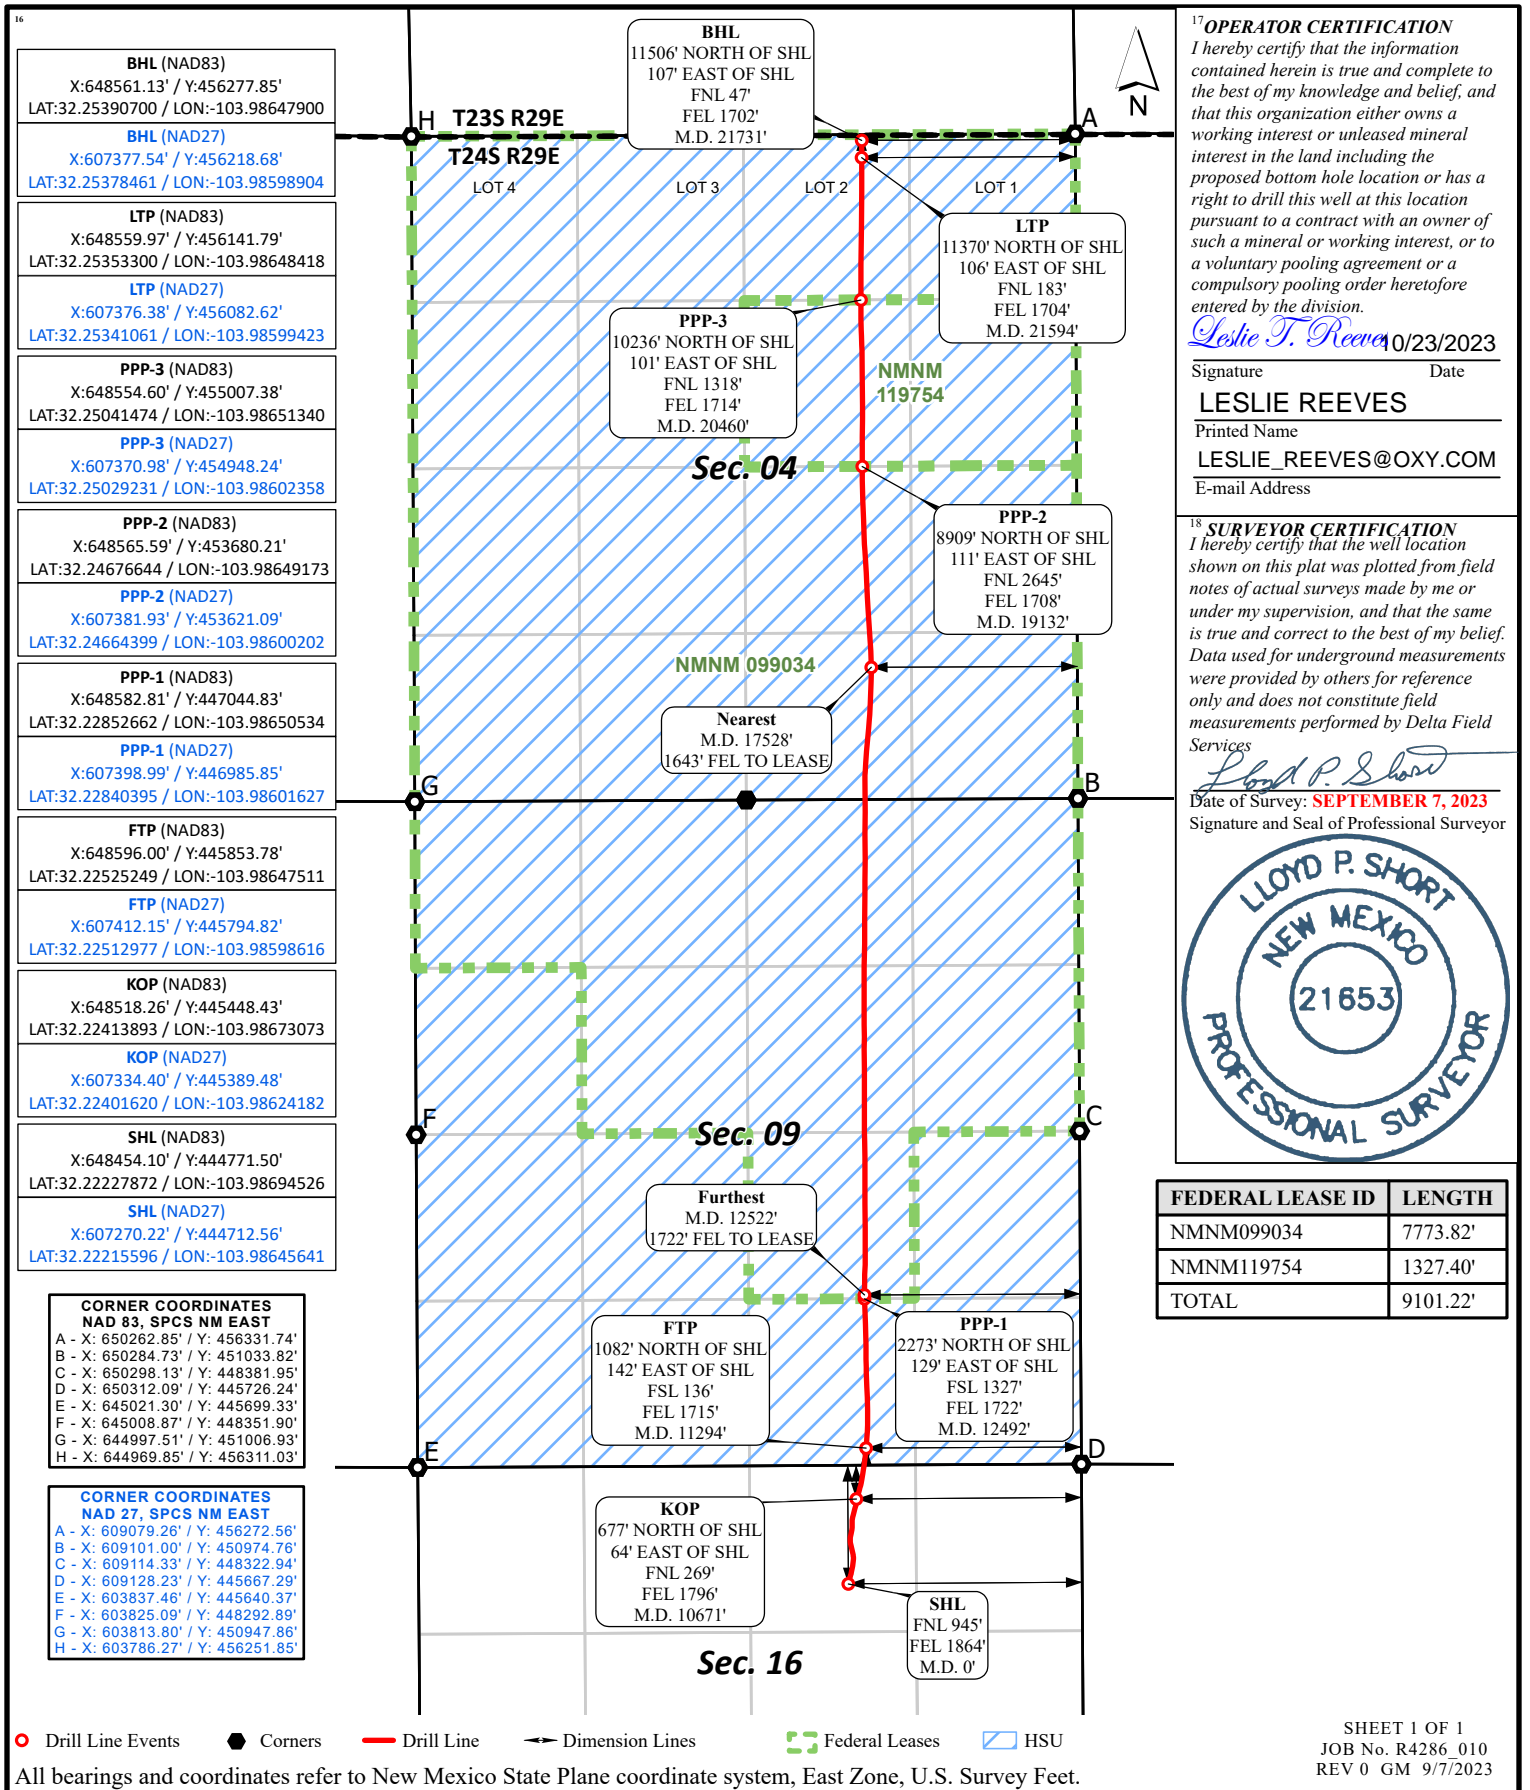 16
BHL (NAD83)
X:648561.13' / Y:456277.85'
LAT:32.25390700 / LON:-103.98647900
BHL (NAD27)
X:607377.54' / Y:456218.68'
LAT:32.25378461 / LON:-103.98598904
LTP (NAD83)
X:648559.97' / Y:456141.79'
LAT:32.25353300 / LON:-103.98648418
LTP (NAD27)
X:607376.38' / Y:456082.62'
LAT:32.25341061 / LON:-103.98599423
PPP-3 (NAD83)
X:648554.60' / Y:455007.38'
LAT:32.25041474 / LON:-103.98651340
PPP-3 (NAD27)
X:607370.98' / Y:454948.24'
LAT:32.25029231 / LON:-103.98602358
PPP-2 (NAD83)
X:648565.59' / Y:453680.21'
LAT:32.24676644 / LON:-103.98649173
PPP-2 (NAD27)
X:607381.93' / Y:453621.09'
LAT:32.24664399 / LON:-103.98600202
PPP-1 (NAD83)
X:648582.81' / Y:447044.83'
LAT:32.22852662 / LON:-103.98650534
PPP-1 (NAD27)
X:607398.99' / Y:446985.85'
LAT:32.22840395 / LON:-103.98601627
FTP (NAD83)
X:648596.00' / Y:445853.78'
LAT:32.22525249 / LON:-103.98647511
FTP (NAD27)
X:607412.15' / Y:445794.82'
LAT:32.22512977 / LON:-103.98598616
KOP (NAD83)
X:648518.26' / Y:445448.43'
LAT:32.22413893 / LON:-103.98673073
KOP (NAD27)
X:607334.40' / Y:445389.48'
LAT:32.22401620 / LON:-103.98624182
SHL (NAD83)
X:648454.10' / Y:444771.50'
LAT:32.22227872 / LON:-103.98694526
SHL (NAD27)
X:607270.22' / Y:444712.56'
LAT:32.22215596 / LON:-103.98645641
CORNER COORDINATES
NAD 83, SPCS NM EAST
A - X: 650262.85' / Y: 456331.74'
B - X: 650284.73' / Y: 451033.82'
C - X: 650298.13' / Y: 448381.95'
D - X: 650312.09' / Y: 445726.24'
E - X: 645021.30' / Y: 445699.33'
F - X: 645008.87' / Y: 448351.90'
G - X: 644997.51' / Y: 451006.93'
H - X: 644969.85' / Y: 456311.03'
CORNER COORDINATES
NAD 27, SPCS NM EAST
A - X: 609079.26' / Y: 456272.56'
B - X: 609101.00' / Y: 450974.76'
C - X: 609114.33' / Y: 448322.94'
D - X: 609128.23' / Y: 445667.29'
E - X: 603837.46' / Y: 445640.37'
F - X: 603825.09' / Y: 448292.89'
G - X: 603813.80' / Y: 450947.86'
H - X: 603786.27' / Y: 456251.85'
BHL
11506' NORTH OF SHL
107' EAST OF SHL
FNL 47'
FEL 1702'
M.D. 21731'
N
H
T23S R29E
A
T24S R29E
LOT 4
LOT 3
LOT 2
LOT 1
LTP
11370' NORTH OF SHL
106' EAST OF SHL
FNL 183'
FEL 1704'
M.D. 21594'
PPP-3
10236' NORTH OF SHL
101' EAST OF SHL
FNL 1318'
FEL 1714'
M.D. 20460'
NMNM
119754
Sec. 04
PPP-2
8909' NORTH OF SHL
111' EAST OF SHL
FNL 2645'
FEL 1708'
M.D. 19132'
NMNM 099034
Nearest
M.D. 17528'
1643' FEL TO LEASE
G
B
F
Sec. 09
C
Furthest
M.D. 12522'
1722' FEL TO LEASE
FTP
1082' NORTH OF SHL
142' EAST OF SHL
FSL 136'
FEL 1715'
M.D. 11294'
PPP-1
2273' NORTH OF SHL
129' EAST OF SHL
FSL 1327'
FEL 1722'
M.D. 12492'
E
D
KOP
677' NORTH OF SHL
64' EAST OF SHL
FNL 269'
FEL 1796'
M.D. 10671'
SHL
FNL 945'
FEL 1864'
M.D. 0'
Sec. 16
17 OPERATOR CERTIFICATION
I hereby certify that the information
contained herein is true and complete to
the best of my knowledge and belief, and
that this organization either owns a
working interest or unleased mineral
interest in the land including the
proposed bottom hole location or has a
right to drill this well at this location
pursuant to a contract with an owner of
such a mineral or working interest, or to
a voluntary pooling agreement or a
compulsory pooling order heretofore
entered by the division.
Leslie T. Reeves 10/23/2023
Signature Date
LESLIE REEVES
Printed Name
LESLIE_REEVES@OXY.COM
E-mail Address
18 SURVEYOR CERTIFICATION
I hereby certify that the well location
shown on this plat was plotted from field
notes of actual surveys made by me or
under my supervision, and that the same
is true and correct to the best of my belief.
Data used for underground measurements
were provided by others for reference
only and does not constitute field
measurements performed by Delta Field
Services
Lloyd P. Short
Date of Survey: SEPTEMBER 7, 2023
Signature and Seal of Professional Surveyor
LLOYD P. SHORT
NEW MEXICO
21653
PROFESSIONAL SURVEYOR
FEDERAL LEASE ID LENGTH
NMNM099034 7773.82'
NMNM119754 1327.40'
TOTAL 9101.22'
Drill Line Events Corners Drill Line Dimension Lines Federal Leases HSU
All bearings and coordinates refer to New Mexico State Plane coordinate system, East Zone, U.S. Survey Feet.
SHEET 1 OF 1
JOB No. R4286_010
REV 0 GM 9/7/2023